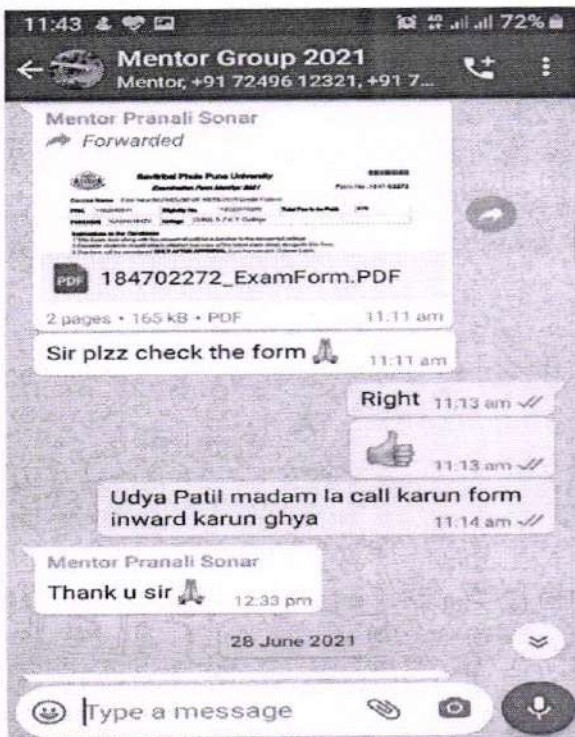 11:43 72%
Mentor Group 2021
Mentor, +91 72496 12321, +91 7...
Mentor Pranali Sonar
Forwarded
Savitribai Phule Pune University
PDF 184702272_ExamForm.PDF
2 pages • 165 kB • PDF 11:11 am
Sir plzz check the form 🙏 11:11 am
Right 11:13 am
👍 11:13 am
Udya Patil madam la call karun form
inward karun ghya 11:14 am
Mentor Pranali Sonar
Thank u sir 🙏 12:33 pm
28 June 2021
Type a message